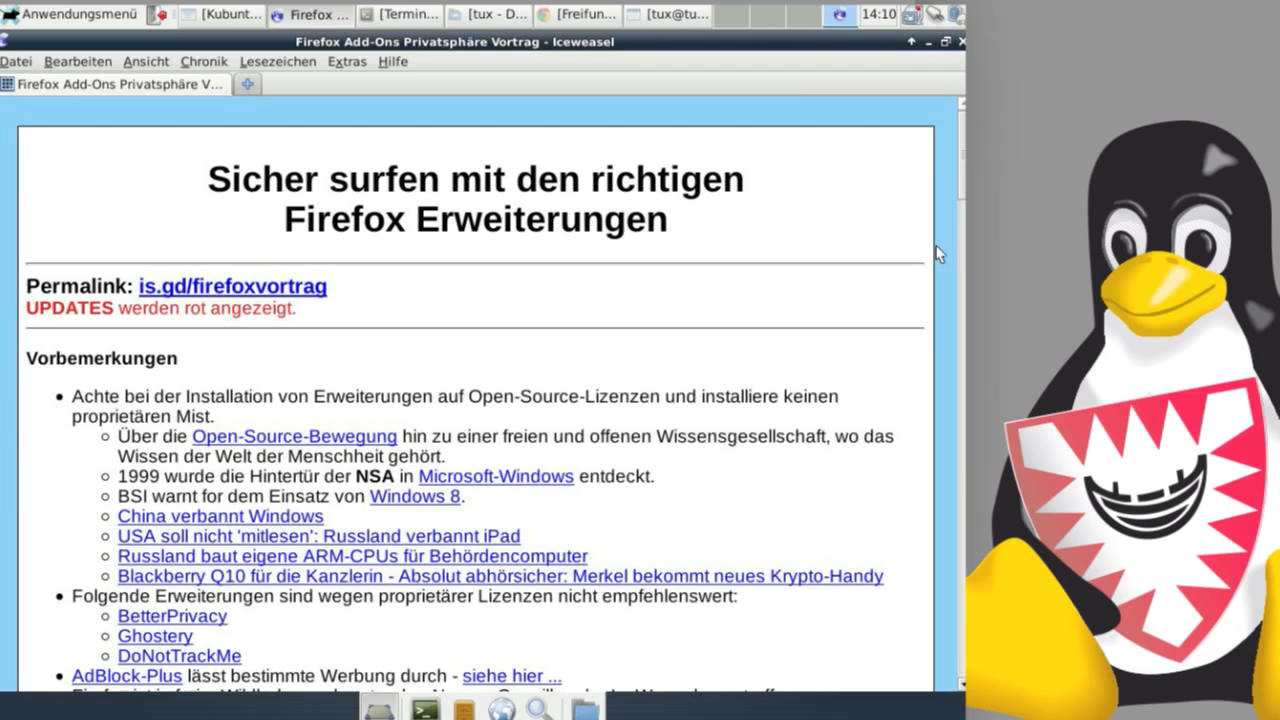 Anwendungsmenü [Kubunt... Firefox ... [Termin... [tux - D... [Freifun... [tux@tu... 14:10
Firefox Add-Ons Privatsphäre Vortrag - Iceweasel
Datei Bearbeiten Ansicht Chronik Lesezeichen Extras Hilfe
Firefox Add-Ons Privatsphäre V...
Sicher surfen mit den richtigen
Firefox Erweiterungen
Permalink: is.gd/firefoxvortrag
UPDATES werden rot angezeigt.
Vorbemerkungen
Achte bei der Installation von Erweiterungen auf Open-Source-Lizenzen und installiere keinen
proprietären Mist.
Über die Open-Source-Bewegung hin zu einer freien und offenen Wissensgesellschaft, wo das
Wissen der Welt der Menschheit gehört.
1999 wurde die Hintertür der NSA in Microsoft-Windows entdeckt.
BSI warnt for dem Einsatz von Windows 8.
China verbannt Windows
USA soll nicht 'mitlesen': Russland verbannt iPad
Russland baut eigene ARM-CPUs für Behördencomputer
Blackberry Q10 für die Kanzlerin - Absolut abhörsicher: Merkel bekommt neues Krypto-Handy
Folgende Erweiterungen sind wegen proprietärer Lizenzen nicht empfehlenswert:
BetterPrivacy
Ghostery
DoNotTrackMe
AdBlock-Plus lässt bestimmte Werbung durch - siehe hier ...